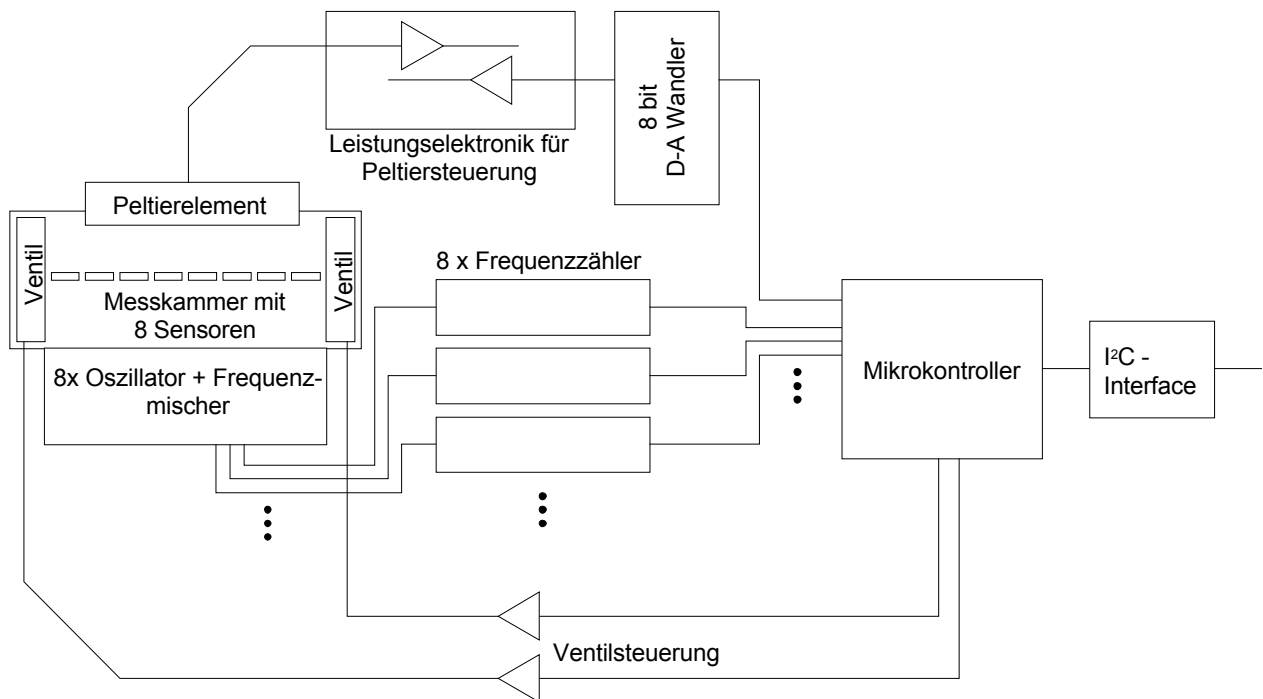 8 bit
D-A Wandler
Leistungselektronik für
Peltiersteuerung
Peltierelement
Ventil
Ventil
Messkammer mit
8 Sensoren
8 x Frequenzzähler
8x Oszillator + Frequenz-
mischer
Mikrokontroller
I²C -
Interface
Ventilsteuerung